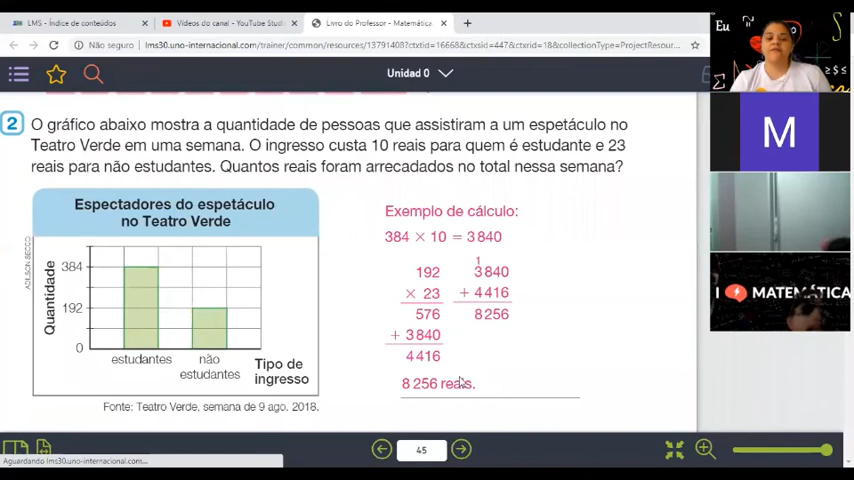 LMS - Índice de conteúdos
Vídeos do canal - YouTube Studi
Livro do Professor - Matemática
Não seguro
lms30.uno-internacional.com/trainer/common/resources/13791408?ctxtid=16668&ctxsid=447&ctxrid=18&collectionType=ProjectResour...
Unidad 0
2 O gráfico abaixo mostra a quantidade de pessoas que assistiram a um espetáculo no
Teatro Verde em uma semana. O ingresso custa 10 reais para quem é estudante e 23
reais para não estudantes. Quantos reais foram arrecadados no total nessa semana?
Espectadores do espetáculo
no Teatro Verde
ADILSON SECCO
Quantidade
384
192
0
estudantes
não
estudantes
Tipo de
ingresso
Fonte: Teatro Verde, semana de 9 ago. 2018.
Exemplo de cálculo:
384 × 10 = 3 840
192
× 23
576
+ 3 840
4 416
1
3 840
+ 4 416
8 256
8 256 reais.
45
Aguardando lms30.uno-internacional.com...
Eu
M
I MATEMÁTICA